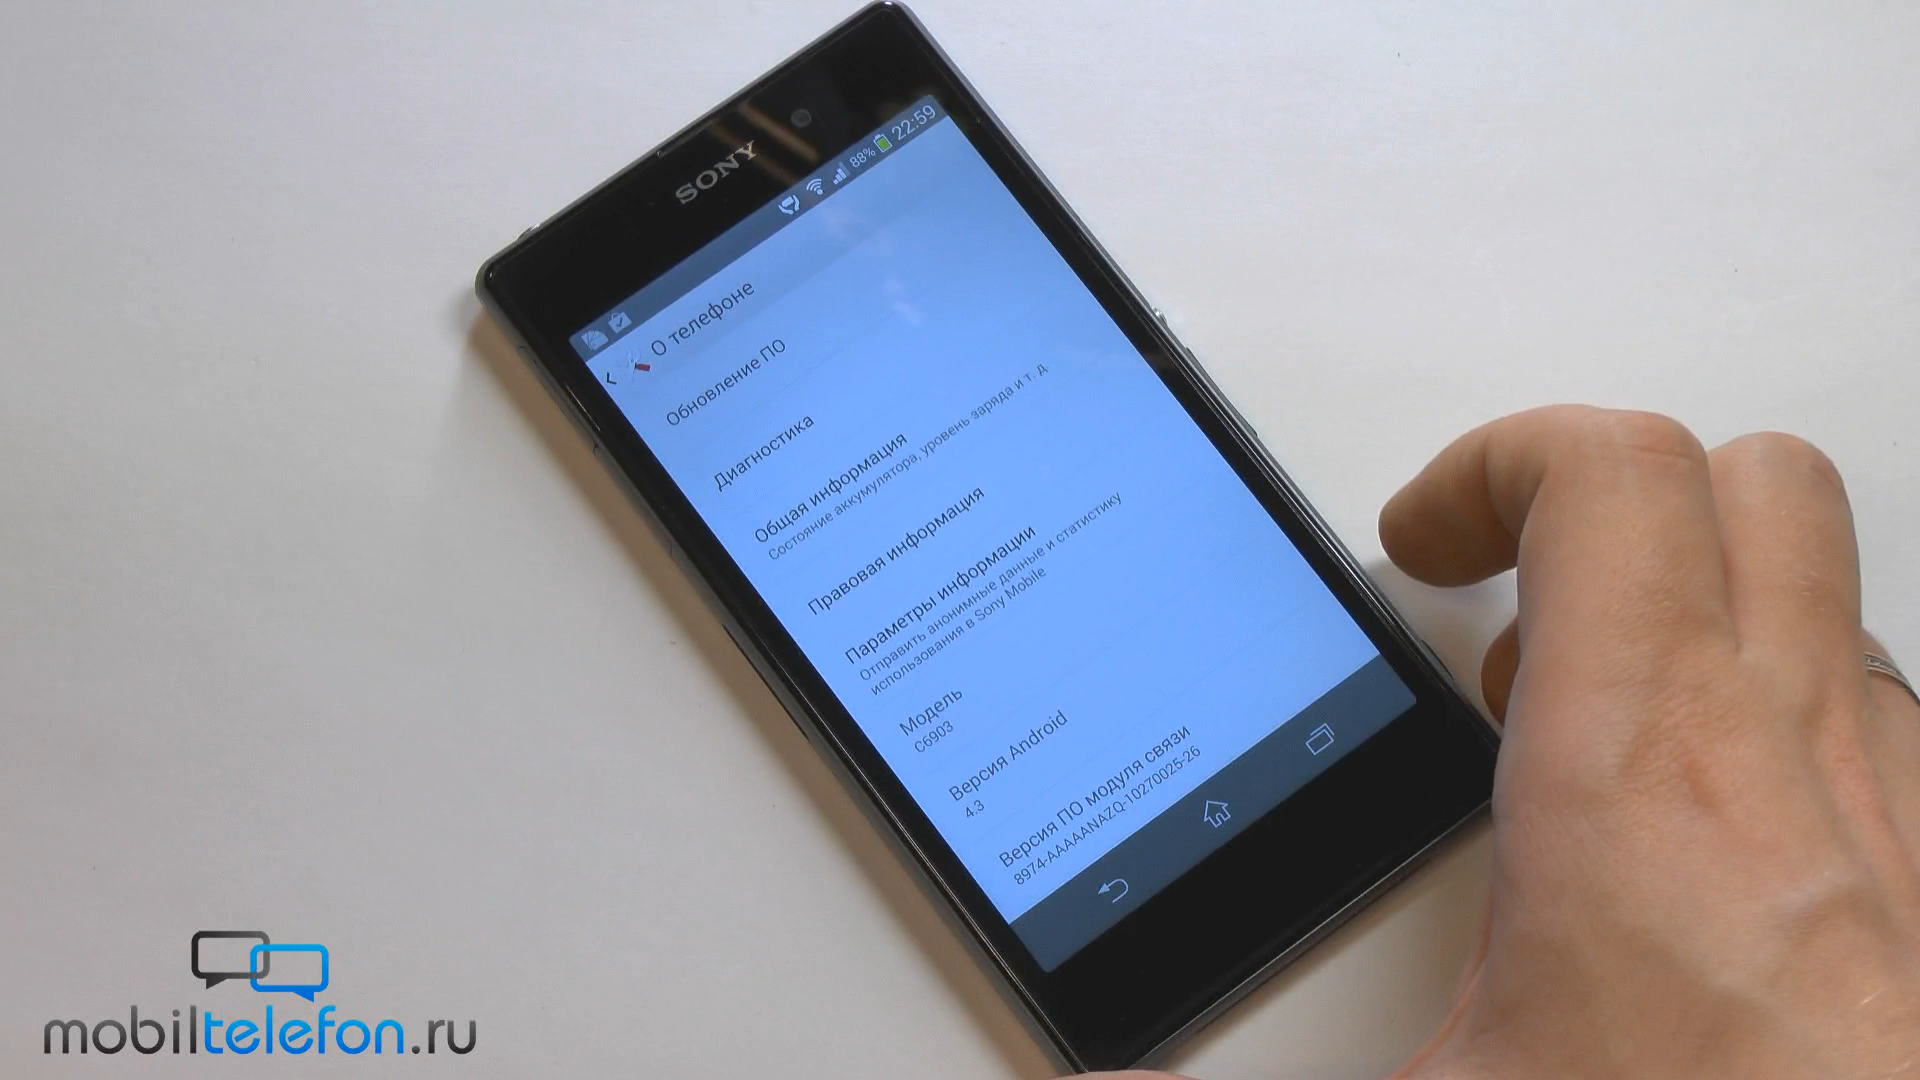 SONY
88% 22:59
О телефоне
Обновление ПО
Диагностика
Общая информация
Состояние аккумулятора, уровень заряда и т. д
Правовая информация
Параметры информации
Отправить анонимные данные и статистику
использования в Sony Mobile
Модель
C6903
Версия Android
4.3
Версия ПО модуля связи
8974-AAAAANAZQ-10270025-26
mobiltelefon.ru